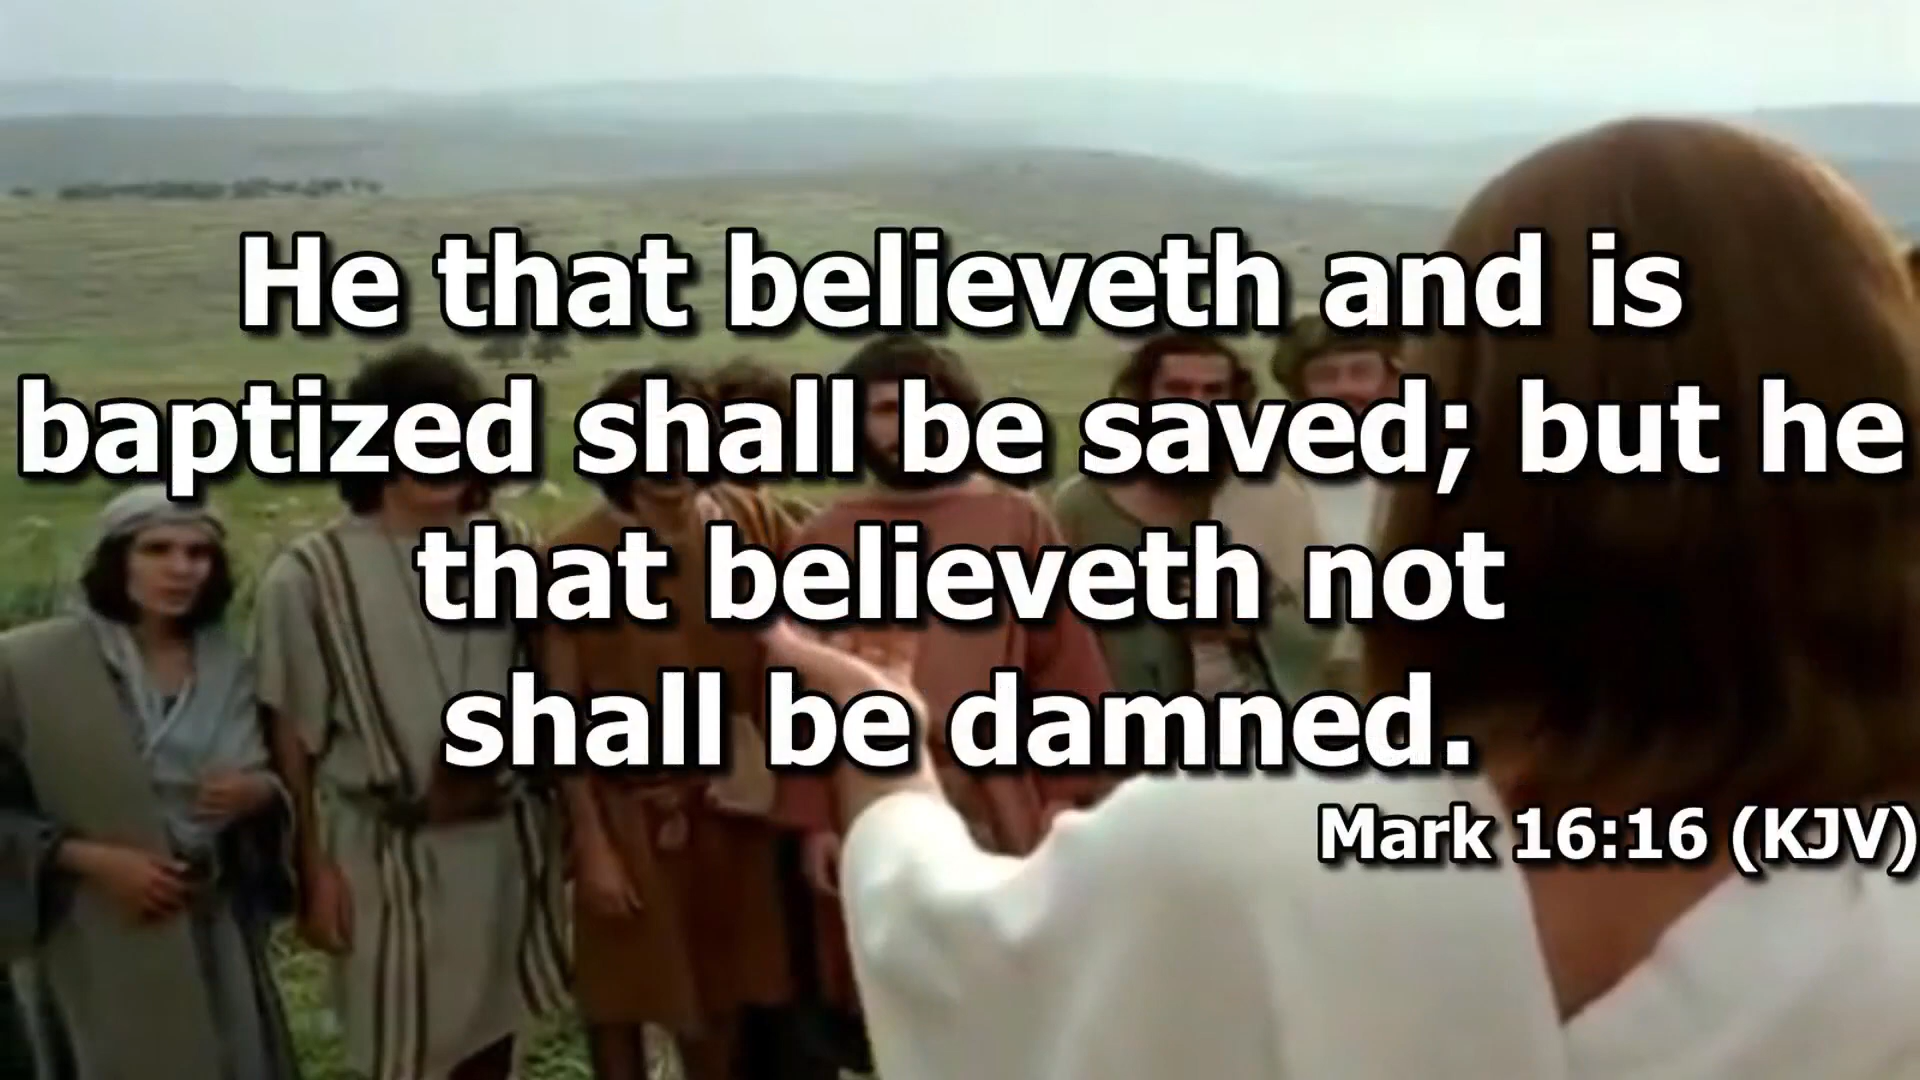 He that believeth and is
baptized shall be saved; but he
that believeth not
shall be damned.
Mark 16:16 (KJV)